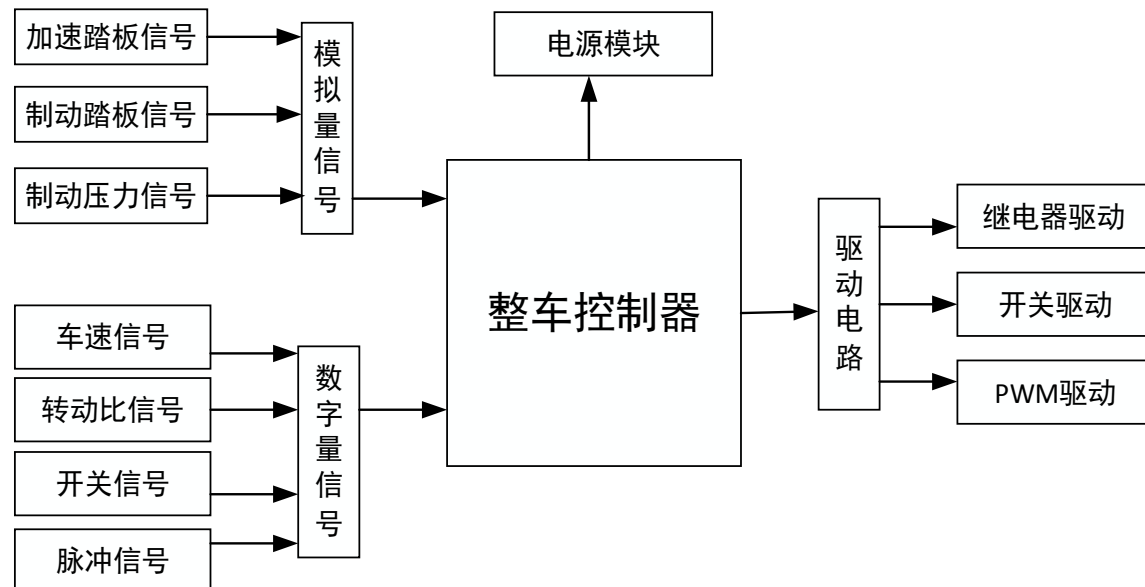 加速踏板信号
制动踏板信号
制动压力信号
模拟量信号
电源模块
车速信号
转动比信号
开关信号
脉冲信号
数字量信号
整车控制器
驱动电路
继电器驱动
开关驱动
PWM驱动